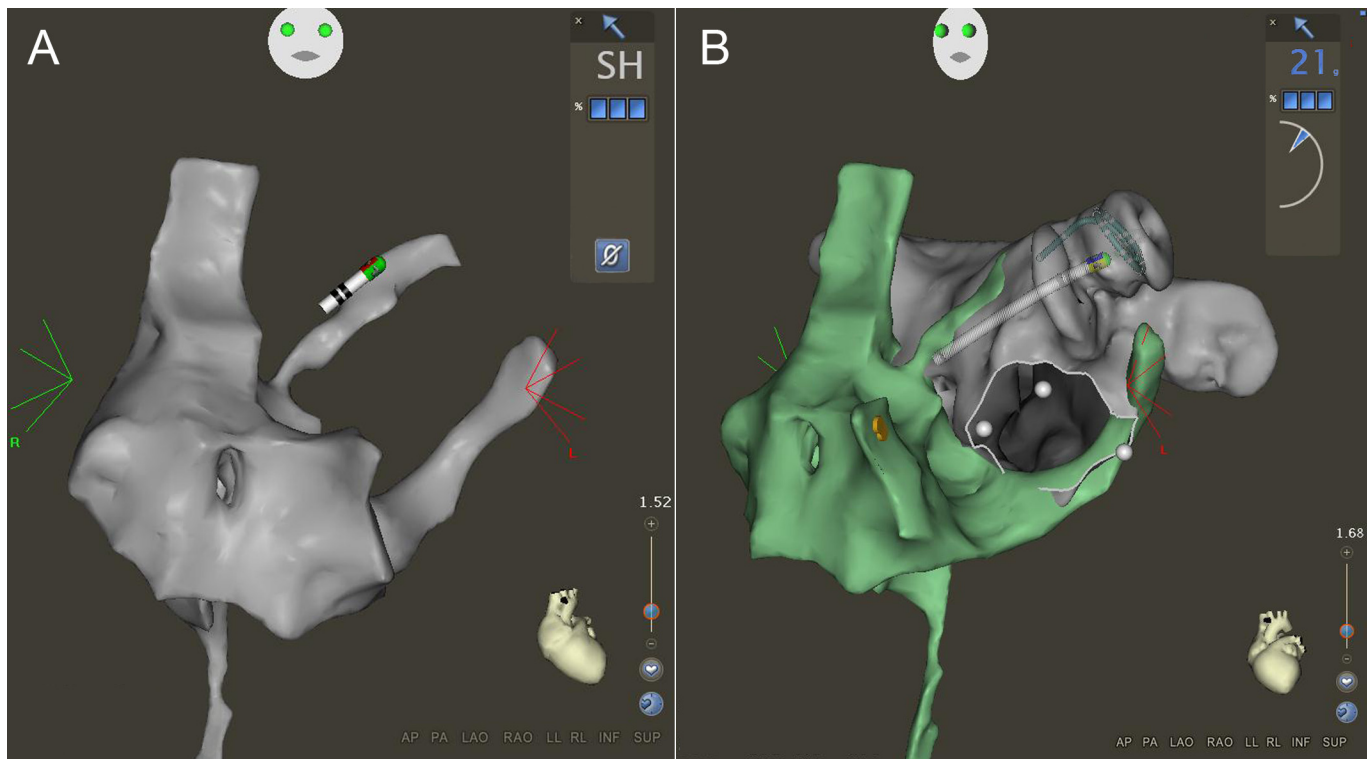 A
×
SH
%
R
L
1.52
+
−
AP PA LAO RAO LL RL INF SUP
B
×
21 g
%
L
1.68
+
−
AP PA LAO RAO LL RL INF SUP